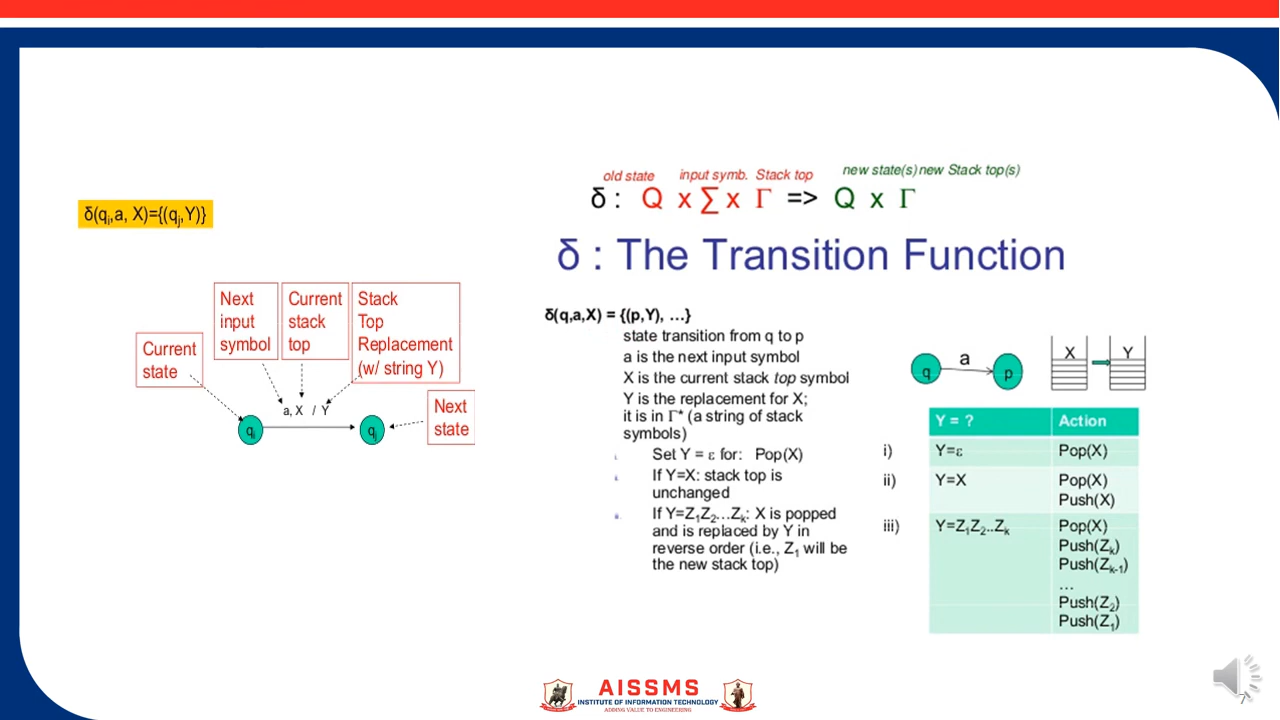 δ(qi,a, X)={(qj,Y)}
Current
state
Next
input
symbol
Current
stack
top
Stack
Top
Replacement
(w/ string Y)
a, X / Y
qi
qj
Next
state
old state input symb. Stack top new state(s) new Stack top(s)
δ : Q x ∑ x Γ => Q x Γ
δ : The Transition Function
δ(q,a,X) = {(p,Y), …}
state transition from q to p
a is the next input symbol
X is the current stack top symbol
Y is the replacement for X;
it is in Γ* (a string of stack
symbols)
Set Y = ε for: Pop(X)
If Y=X: stack top is
unchanged
If Y=Z1Z2…Zk: X is popped
and is replaced by Y in
reverse order (i.e., Z1 will be
the new stack top)
q a p
X Y
Y = ? Action
i) Y=ε Pop(X)
ii) Y=X Pop(X)
Push(X)
iii) Y=Z1Z2..Zk Pop(X)
Push(Zk)
Push(Zk-1)
…
Push(Z2)
Push(Z1)
AISSMS
INSTITUTE OF INFORMATION TECHNOLOGY
ADDING VALUE TO ENGINEERING
7